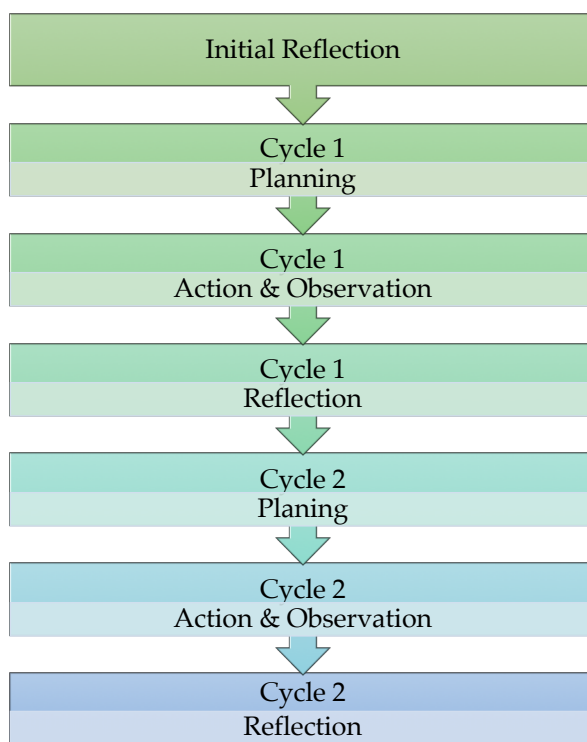 Initial Reflection
Cycle 1
Planning
Cycle 1
Action & Observation
Cycle 1
Reflection
Cycle 2
Planing
Cycle 2
Action & Observation
Cycle 2
Reflection